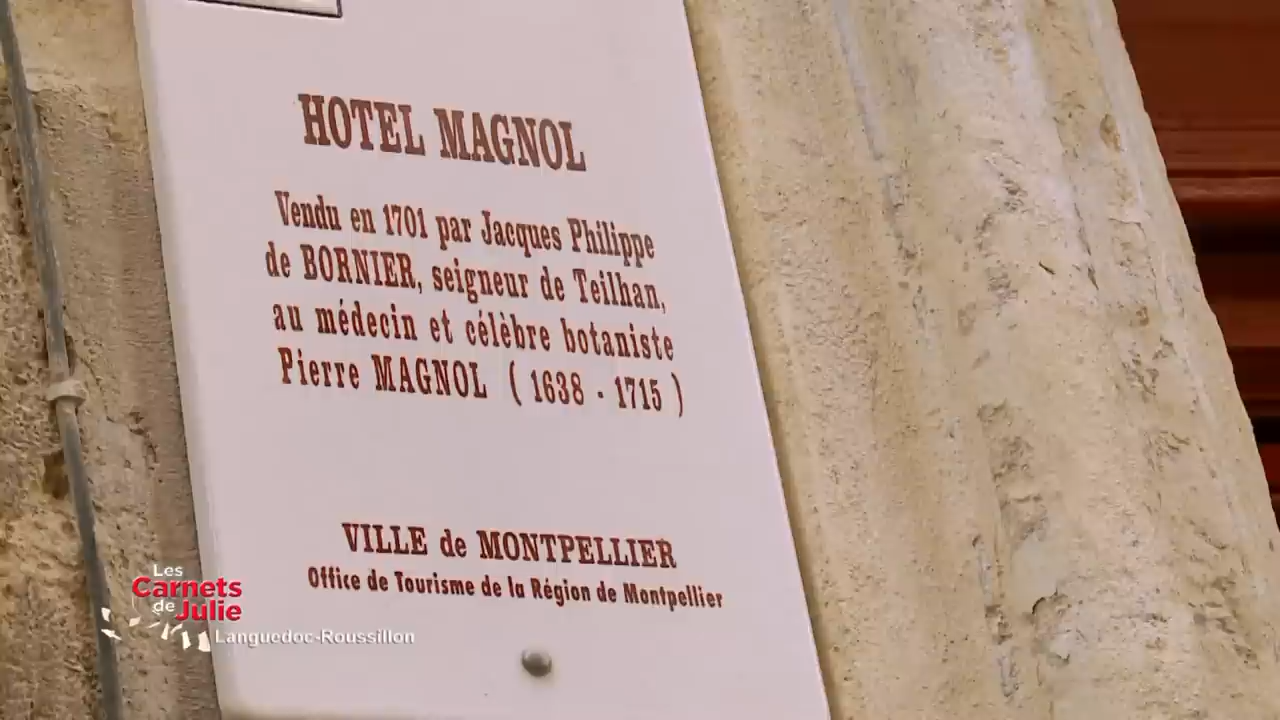 HOTEL MAGNOL
Vendu en 1701 par Jacques Philippe
de BORNIER, seigneur de Teilhan,
au médecin et célèbre botaniste
Pierre MAGNOL ( 1638 - 1715 )
VILLE de MONTPELLIER
Office de Tourisme de la Région de Montpellier
Les
Carnets
de
Julie
Languedoc-Roussillon